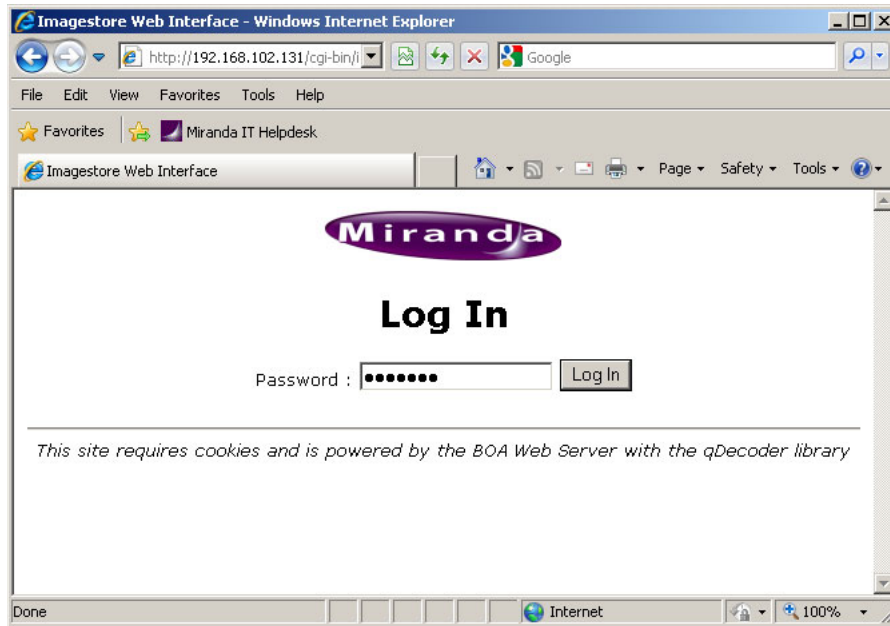 Imagestore Web Interface - Windows Internet Explorer
http://192.168.102.131/cgi-bin/i
Google
File Edit View Favorites Tools Help
Favorites Miranda IT Helpdesk
Imagestore Web Interface
Page Safety Tools
Miranda
Log In
Password : ●●●●●●● Log In
This site requires cookies and is powered by the BOA Web Server with the qDecoder library
Done Internet 100%